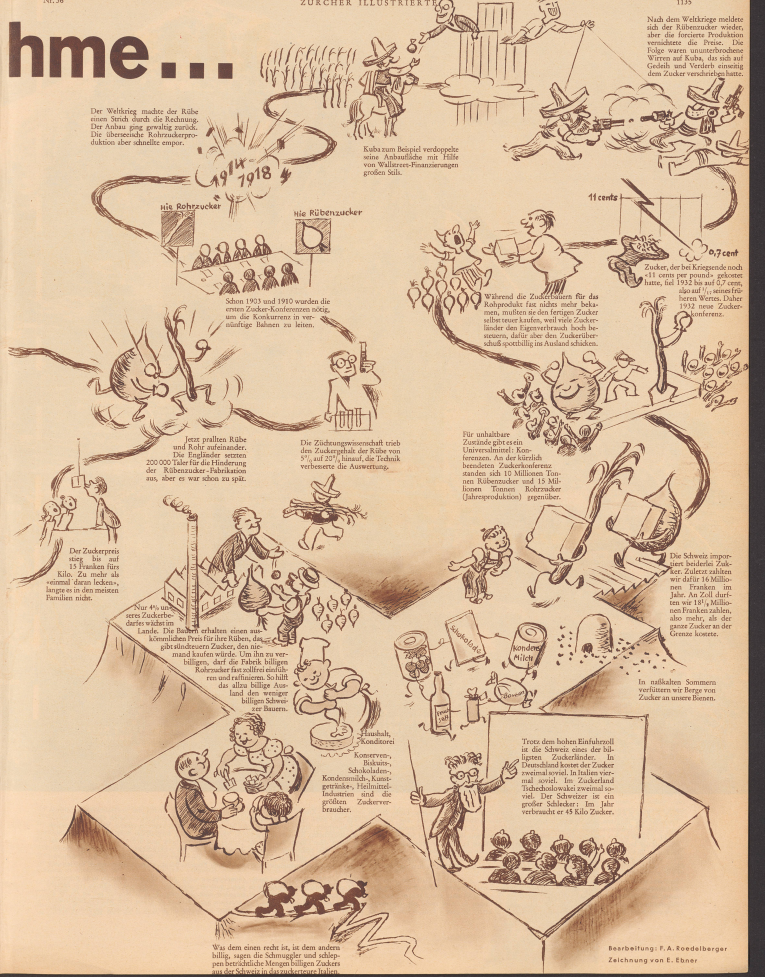 Nr. 36
ZÜRCHER ILLUSTRIERTE
1135
hme...
Der Weltkrieg machte der Rübe
einen Strich durch die Rechnung.
Der Anbau ging gewaltig zurück.
Die überseeische Rohrzuckerpro-
duktion aber schnellte empor.
1914-
1918
Kuba zum Beispiel verdoppelte
seine Anbaufläche mit Hilfe
von Wallstreet-Finanzierungen
großen Stils.
Nach dem Weltkriege meldete
sich der Rübenzucker wieder,
aber die forcierte Produktion
vernichtete die Preise. Die
Folge waren ununterbrochene
Wirren auf Kuba, das sich auf
Gedeih und Verderb einseitig
dem Zucker verschrieben hatte.
Hie Rohrzucker
Hie Rübenzucker
Schon 1903 und 1910 wurden die
ersten Zucker-Konferenzen nötig,
um die Konkurrenz in ver-
nünftige Bahnen zu leiten.
11 cents
0,7 cent
Zucker, der bei Kriegsende noch
«11 cents per pound» gekostet
hatte, fiel 1932 bis auf 0,7 cent,
also auf seines frü-
heren Wertes. Daher
1932 neue Zucker-
konferenz.
Während die Zuckerbauern für das
Rohprodukt fast nichts mehr beka-
men, mußten sie den fertigen Zucker
selbst teuer kaufen, weil viele Zucker-
länder den Eigenverbrauch hoch be-
steuern, dafür aber den Zuckerüber-
schuß spottbillig ins Ausland schicken.
Jetzt prallten Rübe
und Rohr aufeinander.
Die Engländer setzten
200 000 Taler für die Hinderung
der Rübenzucker-Fabrikation
aus, aber es war schon zu spät.
Die Züchtungswissenschaft trieb
den Zuckergehalt der Rübe von
5% auf 20% hinauf, die Technik
verbesserte die Auswertung.
Für unhaltbare
Zustände gibt es ein
Universalmittel: Kon-
ferenzen. An der kürzlich
beendeten Zuckerkonferenz
standen sich 10 Millionen Ton-
nen Rübenzucker und 15 Mil-
lionen Tonnen Rohrzucker
(Jahresproduktion) gegenüber.
Der Zuckerpreis
stieg bis auf
15 Franken fürs
Kilo. Zu mehr als
«einmal daran lecken»,
langte es in den meisten
Familien nicht.
Nur 4% un-
seres Zuckerbe-
darfes wächst im
Lande. Die Bauern erhalten einen aus-
kömmlichen Preis für ihre Rüben, das
gibt sündteuern Zucker, den nie-
mand kaufen würde. Um ihn zu ver-
billigen, darf die Fabrik billigen
Rohrzucker fast zollfrei einfüh-
ren und raffinieren. So hilft
das allzu billige Aus-
land den weniger
billigen Schwei-
zer Bauern.
Die Schweiz impor-
tiert beiderlei Zuk-
ker. Zuletzt zahlten
wir dafür 16 Millio-
nen Franken im
Jahr. An Zoll durf-
ten wir Millio-
nen Franken zahlen,
also mehr, als der
ganze Zucker an der
Grenze kostete.
Schokolade
Kondens
Milch
In naßkalten Sommern
verfüttern wir Berge von
Zucker an unsere Bienen.
Haushalt,
Konditorei
Konserven-,
Biskuits-,
Schokoladen-,
Kondensmilch-, Kunst-
getränke-, Heilmittel-
Industrien sind die
größten Zuckerver-
braucher.
Trotz dem hohen Einfuhrzoll
ist die Schweiz eines der bil-
ligsten Zuckerländer. In
Deutschland kostet der Zucker
zweimal soviel. In Italien vier-
mal soviel. Im Zuckerland
Tschechoslowakei zweimal so-
viel. Der Schweizer ist ein
großer Schlecker: Im Jahr
verbraucht er 45 Kilo Zucker.
Was dem einen recht ist, ist dem andern
billig, sagen die Schmuggler und schlep-
pen beträchtliche Mengen billigen Zuckers
aus der Schweiz in das zuckerteure Italien.
Bearbeitung: F. A. Roedelberger
Zeichnung von E. Ebner